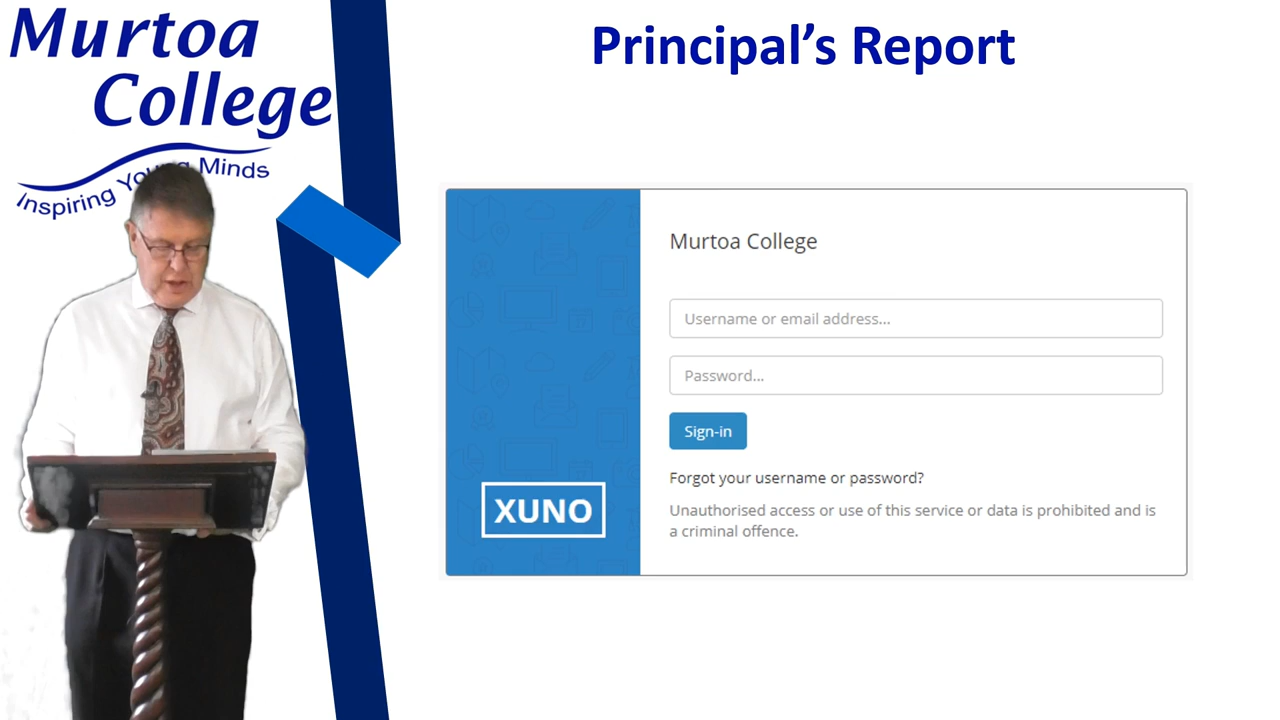 Murtoa
College
Inspiring Young Minds
Principal's Report
Murtoa College
Username or email address...
Password...
Sign-in
Forgot your username or password?
Unauthorised access or use of this service or data is prohibited and is
a criminal offence.
XUNO